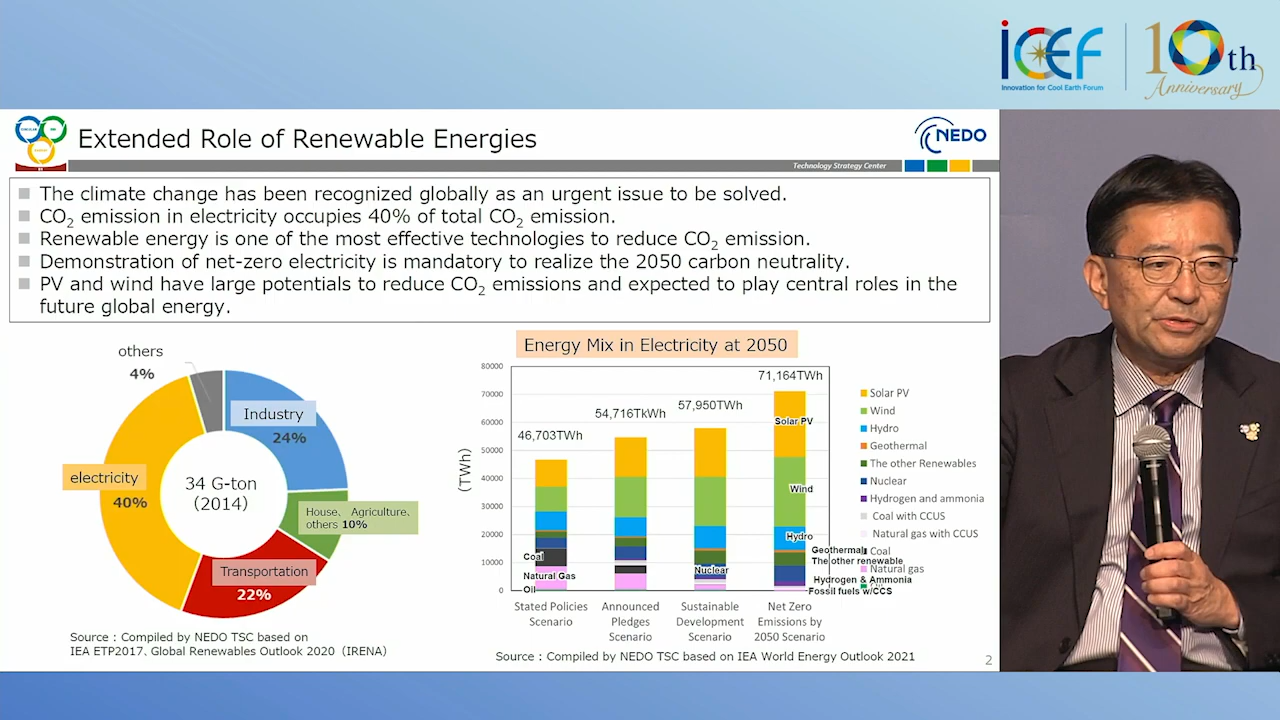 iCEF
Innovation for Cool Earth Forum
10th
Anniversary
Extended Role of Renewable Energies
NEDO
Technology Strategy Center
The climate change has been recognized globally as an urgent issue to be solved.
CO2 emission in electricity occupies 40% of total CO2 emission.
Renewable energy is one of the most effective technologies to reduce CO2 emission.
Demonstration of net-zero electricity is mandatory to realize the 2050 carbon neutrality.
PV and wind have large potentials to reduce CO2 emissions and expected to play central roles in the
future global energy.
others
4%
Industry
24%
electricity
40%
34 G-ton
（2014）
House、 Agriculture、
others 10%
Transportation
22%
Source：Compiled by NEDO TSC based on
IEA ETP2017、Global Renewables Outlook 2020（IRENA）
Energy Mix in Electricity at 2050
(TWh)
80000
70000
60000
50000
40000
30000
20000
10000
0
46,703TWh
54,716TkWh
57,950TWh
71,164TWh
Solar PV
Wind
Hydro
Geothermal
The other renewable
Nuclear
Hydrogen & Ammonia
Fossil fuels w/CCS
Coal
Natural Gas
Oil
Stated Policies
Scenario
Announced
Pledges
Scenario
Sustainable
Development
Scenario
Net Zero
Emissions by
2050 Scenario
Solar PV
Wind
Hydro
Geothermal
The other Renewables
Nuclear
Hydrogen and ammonia
Coal with CCUS
Natural gas with CCUS
Coal
Natural gas
Source：Compiled by NEDO TSC based on IEA World Energy Outlook 2021
2